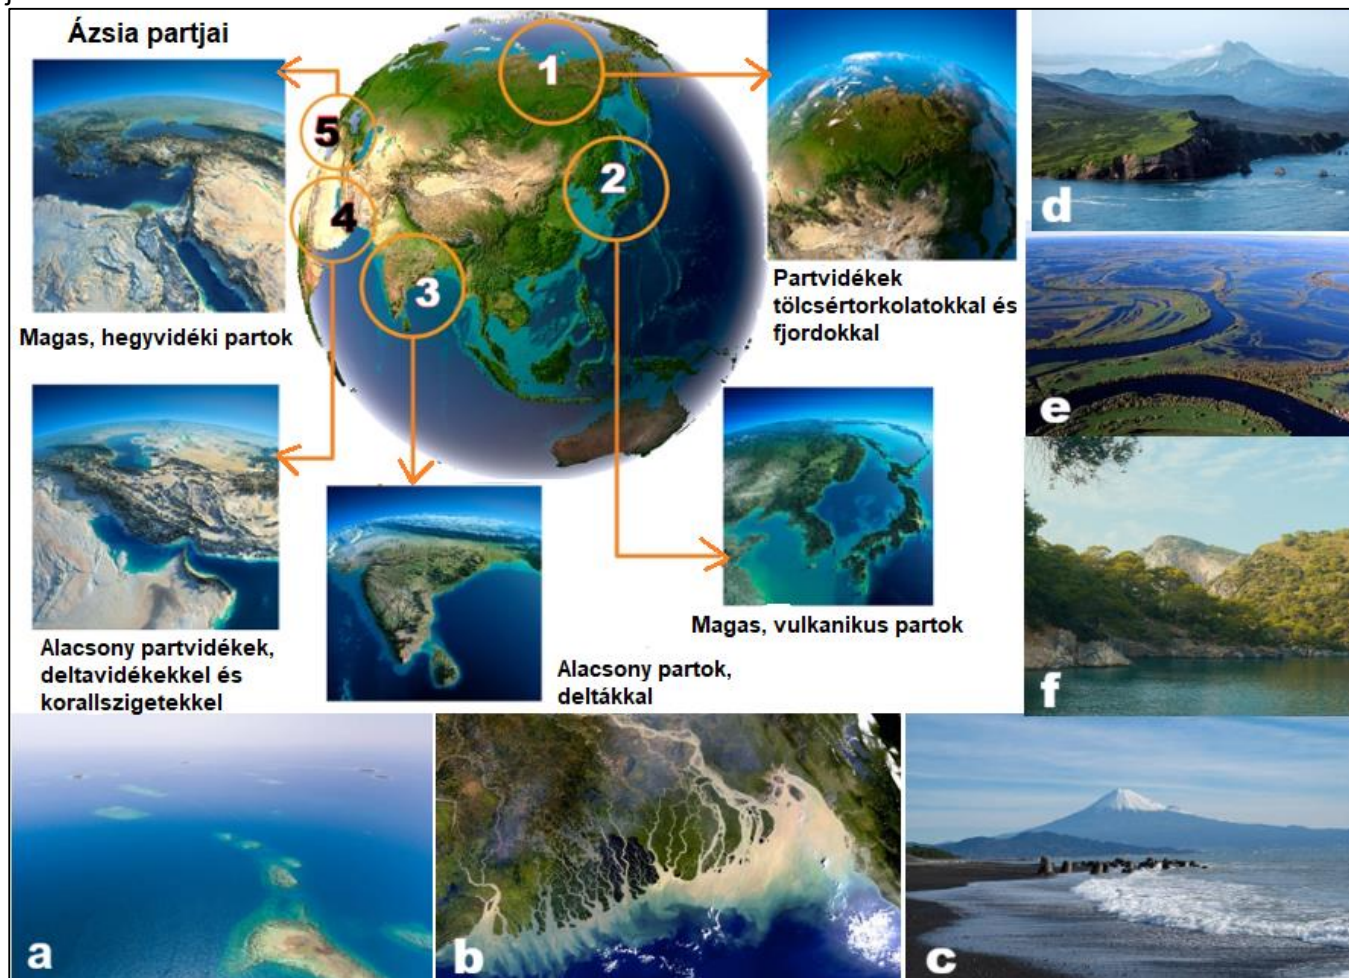 Ázsia partjai
1
2
3
4
5
Magas, hegyvidéki partok
Partvidékek
tölcsértorkolatokkal és
fjordokkal
Alacsony partvidékek,
deltavidékekkel és
korallszigetekkel
Alacsony partok,
deltákkal
Magas, vulkanikus partok
d
e
f
a
b
c